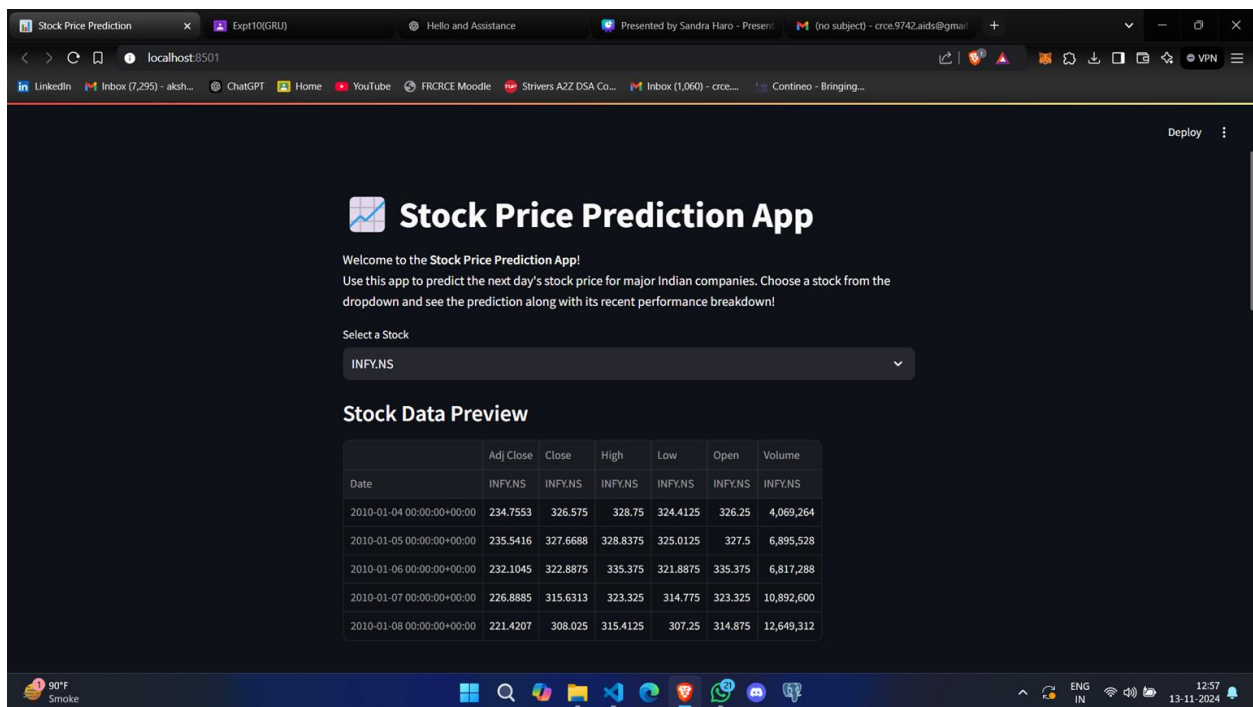 Stock Price Prediction
Expt10(GRU)
Hello and Assistance
Presented by Sandra Haro - Present
(no subject) - crce.9742.aids@gmail
localhost:8501
1
VPN
LinkedIn
Inbox (7,295) - aksh...
ChatGPT
Home
YouTube
FRCRCE Moodle
Strivers A2Z DSA Co...
Inbox (1,060) - crce....
Contineo - Bringing...
Deploy
Stock Price Prediction App
Welcome to the Stock Price Prediction App!
Use this app to predict the next day's stock price for major Indian companies. Choose a stock from the
dropdown and see the prediction along with its recent performance breakdown!
Select a Stock
INFY.NS
Stock Data Preview
Adj Close Close High Low Open Volume
Date INFY.NS INFY.NS INFY.NS INFY.NS INFY.NS INFY.NS
2010-01-04 00:00:00+00:00 234.7553 326.575 328.75 324.4125 326.25 4,069,264
2010-01-05 00:00:00+00:00 235.5416 327.6688 328.8375 325.0125 327.5 6,895,528
2010-01-06 00:00:00+00:00 232.1045 322.8875 335.375 321.8875 335.375 6,817,288
2010-01-07 00:00:00+00:00 226.8885 315.6313 323.325 314.775 323.325 10,892,600
2010-01-08 00:00:00+00:00 221.4207 308.025 315.4125 307.25 314.875 12,649,312
1
90°F
Smoke
21
ENG
IN
12:57
13-11-2024